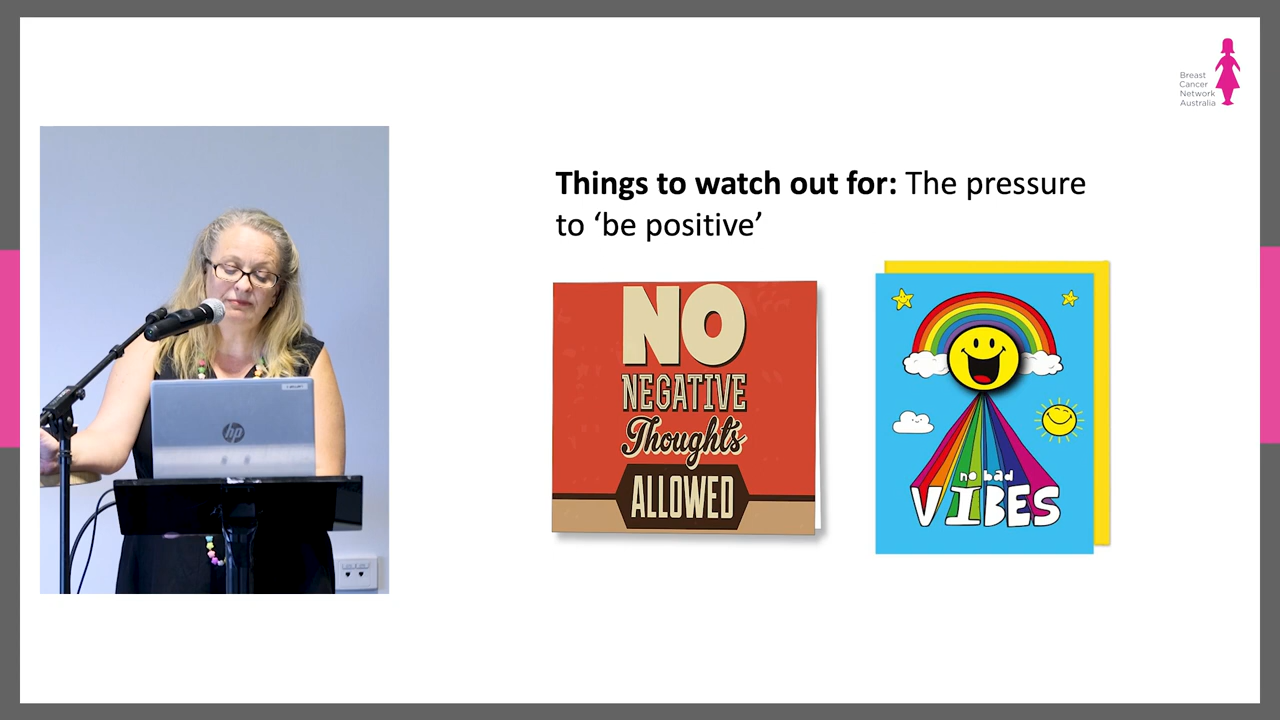 Breast
Cancer
Network
Australia
Things to watch out for: The pressure
to ‘be positive’
NO
NEGATIVE
Thoughts
ALLOWED
no bad
VIBES
hp